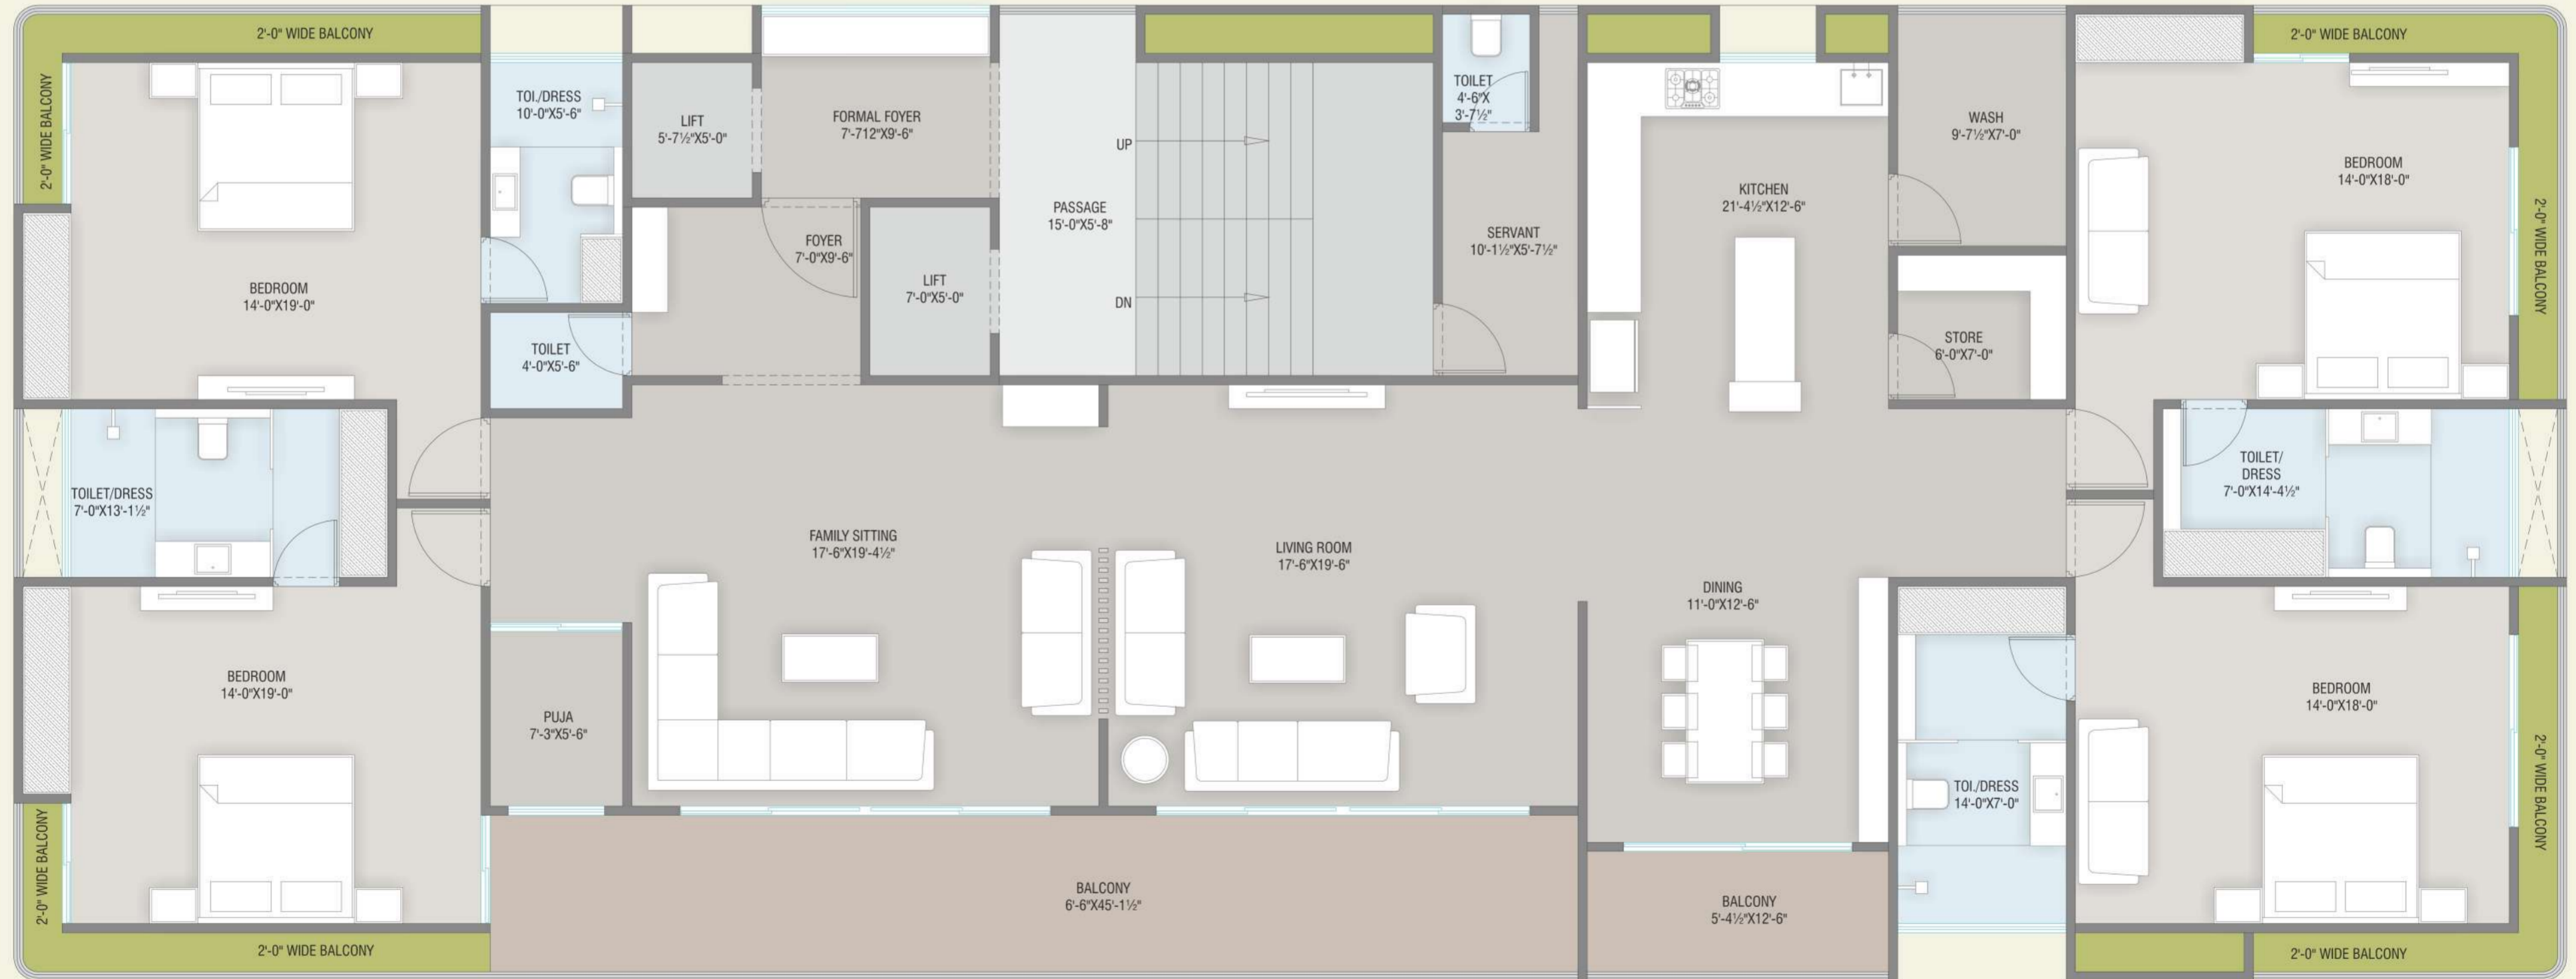 2'-0" WIDE BALCONY
2'-0" WIDE BALCONY
TOI./DRESS
10'-0"X5'-6"
LIFT
5'-7½"X5'-0"
FORMAL FOYER
7'-712"X9'-6"
UP
PASSAGE
15'-0"X5'-8"
DN
TOILET
4'-6"X
3'-7½"
SERVANT
10'-1½"X5'-7½"
KITCHEN
21'-4½"X12'-6"
WASH
9'-7½"X7'-0"
STORE
6'-0"X7'-0"
2'-0" WIDE BALCONY
BEDROOM
14'-0"X18'-0"
2'-0" WIDE BALCONY
BEDROOM
14'-0"X19'-0"
FOYER
7'-0"X9'-6"
LIFT
7'-0"X5'-0"
TOILET
4'-0"X5'-6"
TOILET/DRESS
7'-0"X13'-1½"
FAMILY SITTING
17'-6"X19'-4½"
LIVING ROOM
17'-6"X19'-6"
DINING
11'-0"X12'-6"
TOILET/
DRESS
7'-0"X14'-4½"
BEDROOM
14'-0"X19'-0"
PUJA
7'-3"X5'-6"
TOI./DRESS
14'-0"X7'-0"
BEDROOM
14'-0"X18'-0"
2'-0" WIDE BALCONY
2'-0" WIDE BALCONY
2'-0" WIDE BALCONY
BALCONY
6'-6"X45'-1½"
BALCONY
5'-4½"X12'-6"
2'-0" WIDE BALCONY